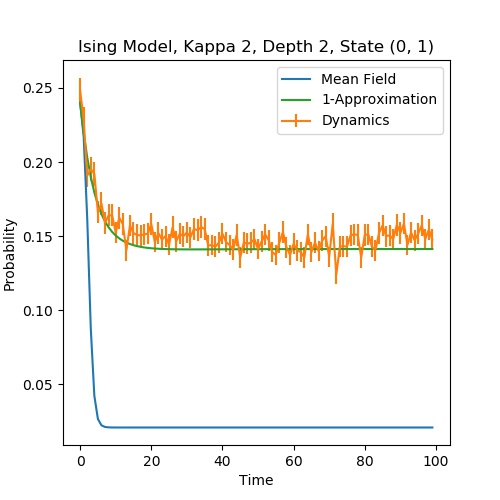 Ising Model, Kappa 2, Depth 2, State (0, 1)
Mean Field
1-Approximation
Dynamics
Probability
0.25
0.20
0.15
0.10
0.05
0 20 40 60 80 100
Time